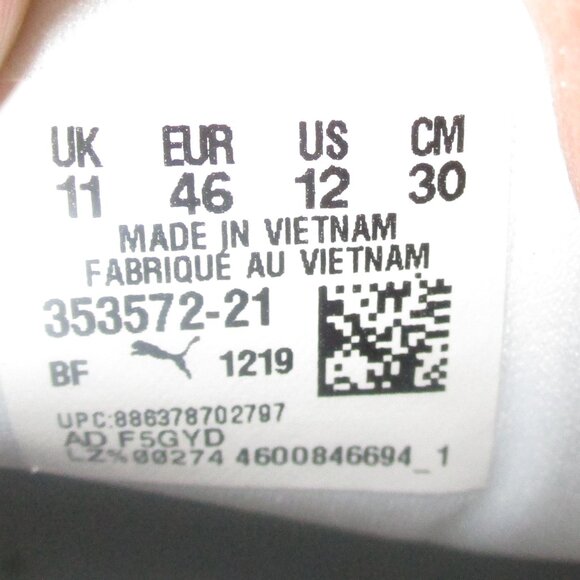 UK EUR US CM
11 46 12 30
MADE IN VIETNAM
FABRIQUÉ AU VIETNAM
353572-21
BF 1219
UPC:886378702797
AD F5GYD
LZ%00274 4600846694_1